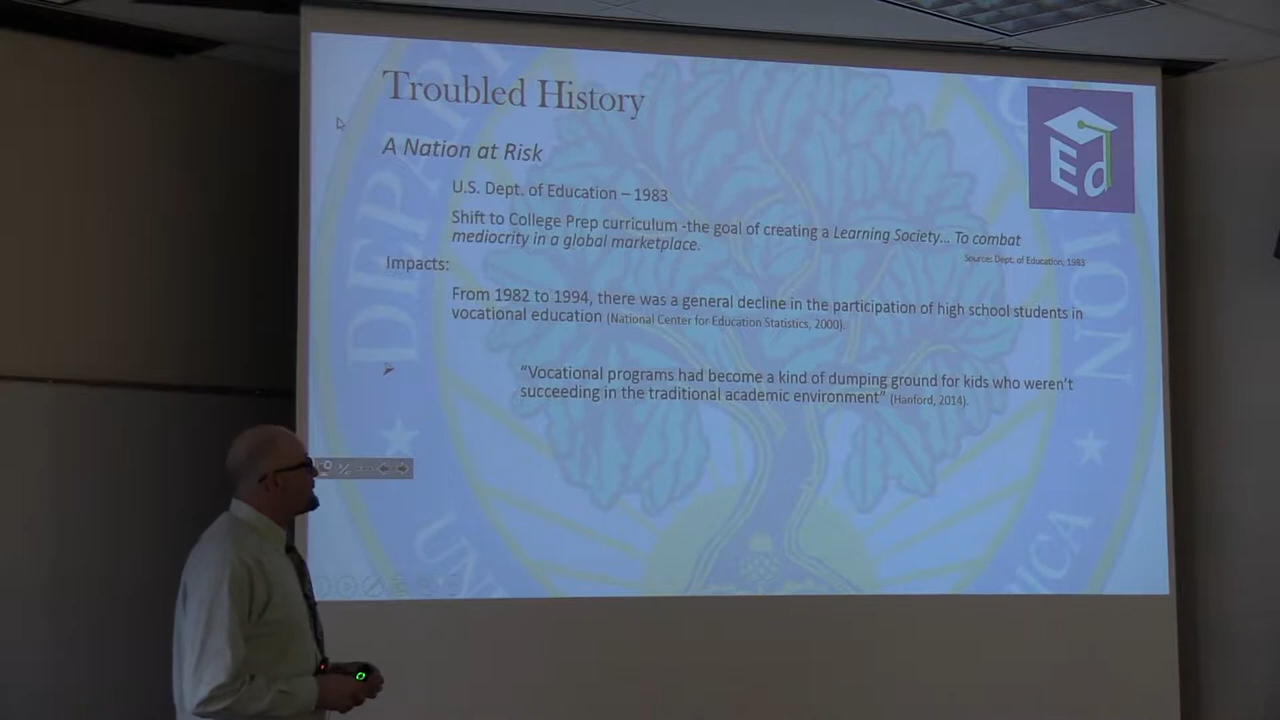 Troubled History
Ed
A Nation at Risk
U.S. Dept. of Education – 1983
Shift to College Prep curriculum -the goal of creating a Learning Society... To combat
mediocrity in a global marketplace.
Source: Dept. of Education, 1983
Impacts:
From 1982 to 1994, there was a general decline in the participation of high school students in
vocational education (National Center for Education Statistics, 2000).
“Vocational programs had become a kind of dumping ground for kids who weren’t
succeeding in the traditional academic environment” (Hanford, 2014).
DEPART
ION
UNI
RICA